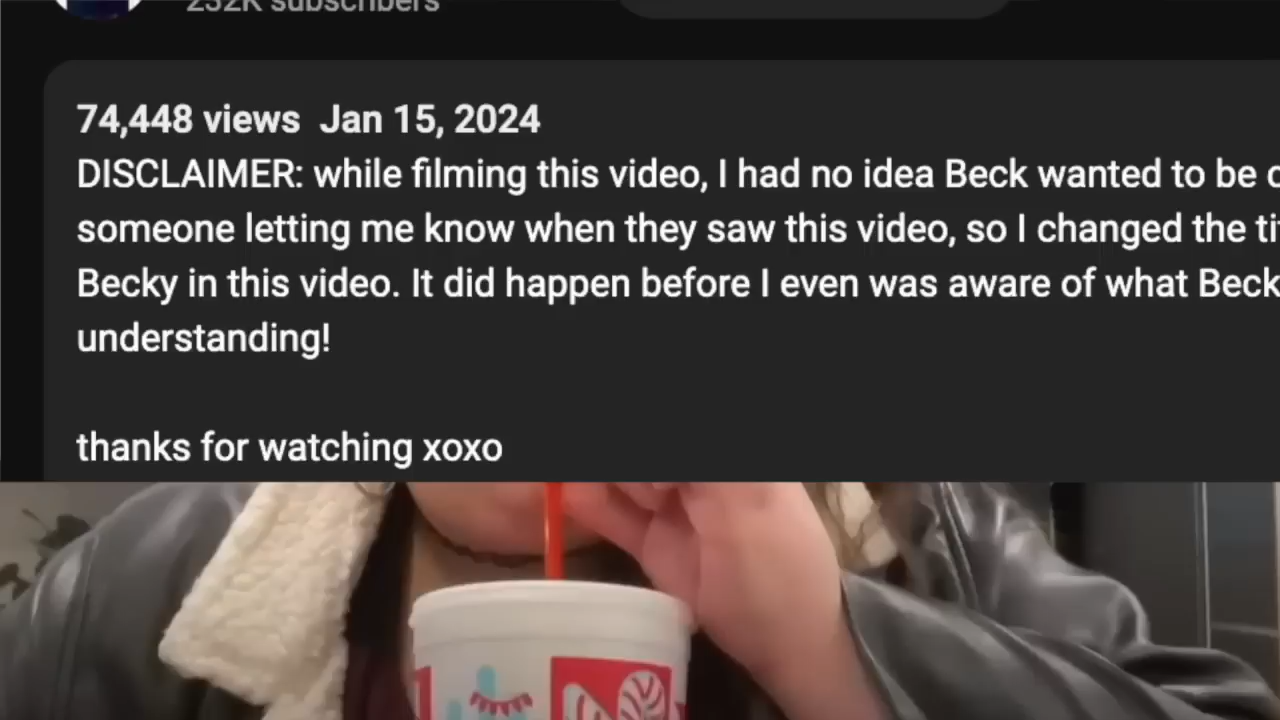 232K subscribers
74,448 views Jan 15, 2024
DISCLAIMER: while filming this video, I had no idea Beck wanted to be
someone letting me know when they saw this video, so I changed the
Becky in this video. It did happen before I even was aware of what Beck
understanding!
thanks for watching xoxo